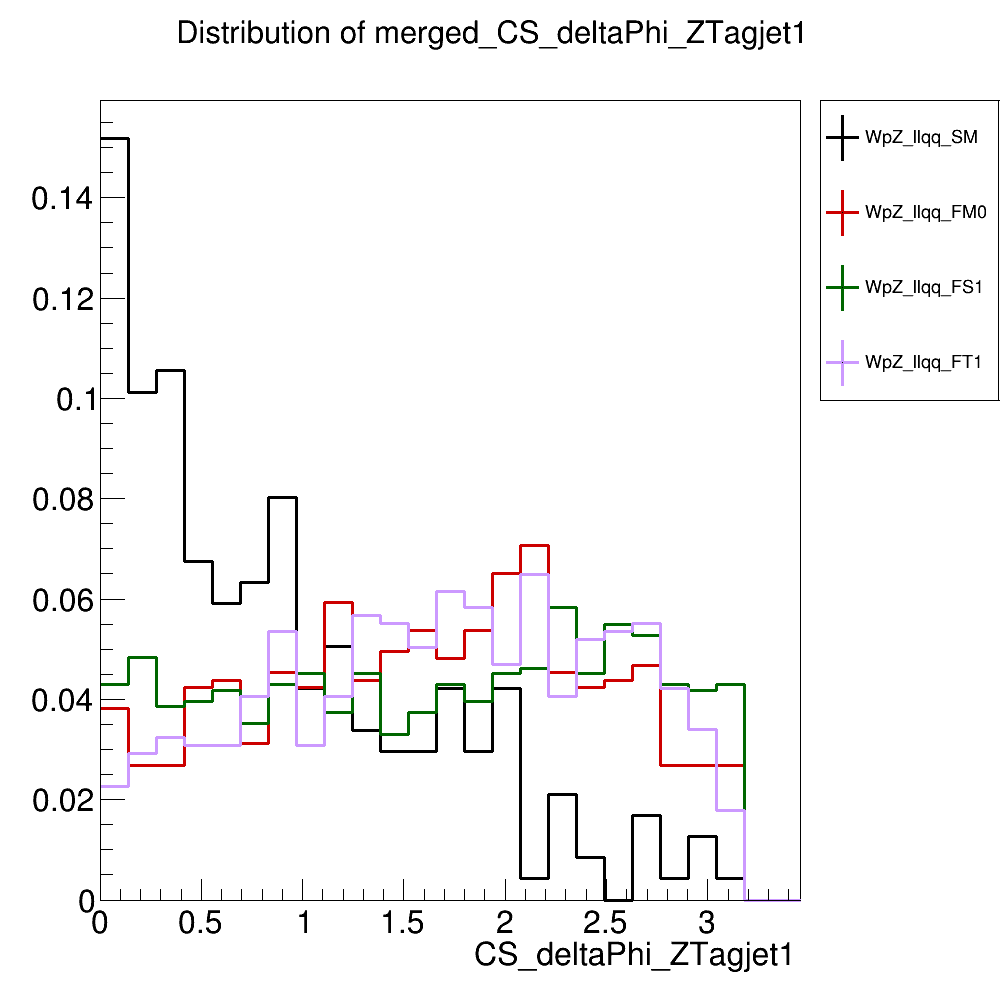 Distribution of merged_CS_deltaPhi_ZTagjet1
WpZ_llqq_SM
WpZ_llqq_FM0
WpZ_llqq_FS1
WpZ_llqq_FT1
0.14
0.12
0.1
0.08
0.06
0.04
0.02
0
0 0.5 1 1.5 2 2.5 3
CS_deltaPhi_ZTagjet1